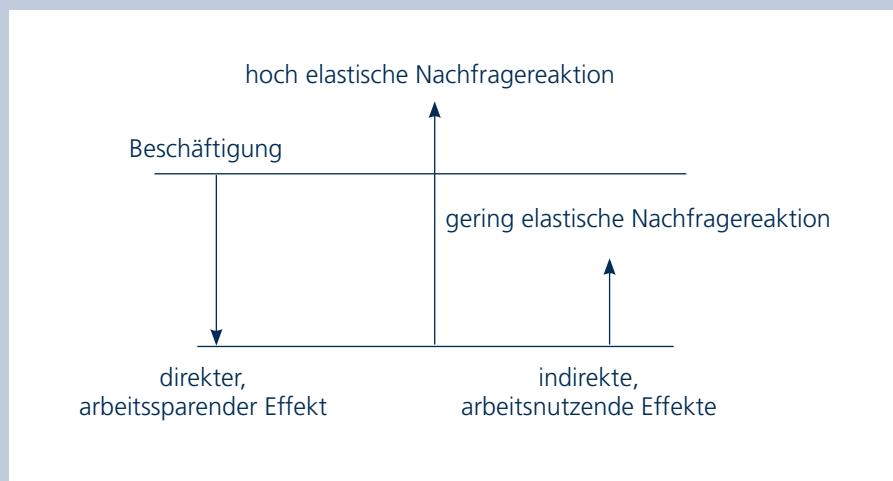 hoch elastische Nachfragereaktion
Beschäftigung
gering elastische Nachfragereaktion
direkter,
arbeitssparender Effekt
indirekte,
arbeitsnutzende Effekte